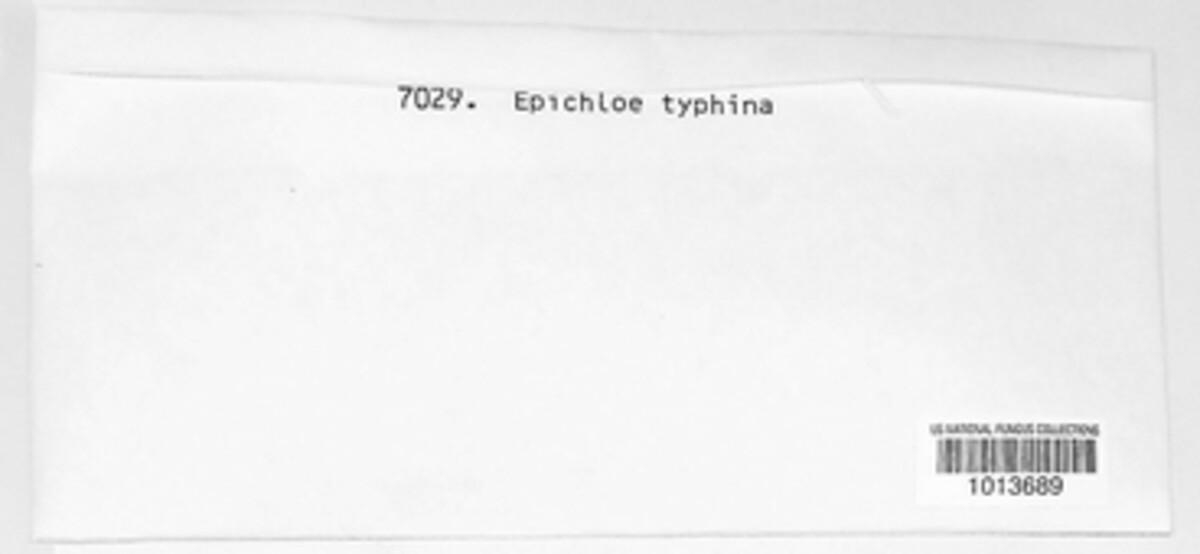 7029. Epichloe typhina
US NATIONAL FUNGUS COLLECTIONS
1013689